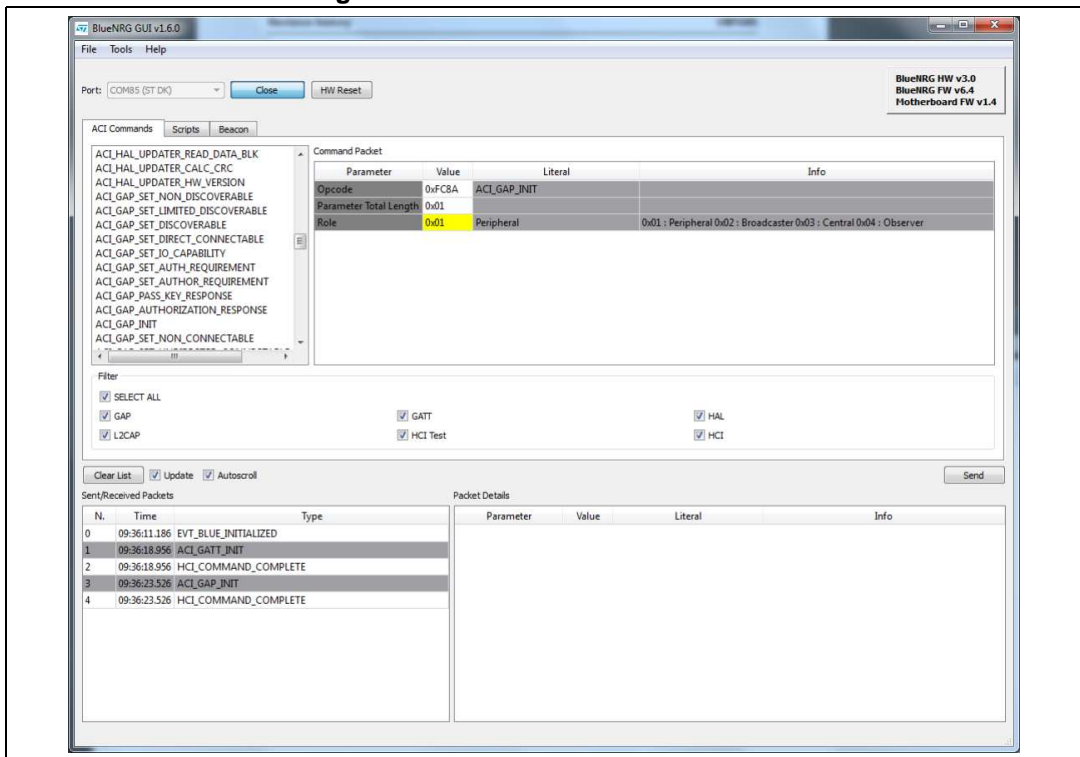 BlueNRG GUI v1.6.0
File Tools Help
Port: COM85 (ST DK) Close HW Reset
BlueNRG HW v3.0
BlueNRG FW v6.4
Motherboard FW v1.4
ACI Commands Scripts Beacon
ACI_HAL_UPDATER_READ_DATA_BLK
ACI_HAL_UPDATER_CALC_CRC
ACI_HAL_UPDATER_HW_VERSION
ACI_GAP_SET_NON_DISCOVERABLE
ACI_GAP_SET_LIMITED_DISCOVERABLE
ACI_GAP_SET_DISCOVERABLE
ACI_GAP_SET_DIRECT_CONNECTABLE
ACI_GAP_SET_IO_CAPABILITY
ACI_GAP_SET_AUTH_REQUIREMENT
ACI_GAP_SET_AUTHOR_REQUIREMENT
ACI_GAP_PASS_KEY_RESPONSE
ACI_GAP_AUTHORIZATION_RESPONSE
ACI_GAP_INIT
ACI_GAP_SET_NON_CONNECTABLE
Command Packet
Parameter Value Literal Info
Opcode 0xFC8A ACI_GAP_INIT
Parameter Total Length 0x01
Role 0x01 Peripheral 0x01 : Peripheral 0x02 : Broadcaster 0x03 : Central 0x04 : Observer
Filter
SELECT ALL
GAP GATT HAL
L2CAP HCI Test HCI
Clear List Update Autoscroll Send
Sent/Received Packets
N. Time Type
0 09:36:11.186 EVT_BLUE_INITIALIZED
1 09:36:18.956 ACI_GATT_INIT
2 09:36:18.956 HCI_COMMAND_COMPLETE
3 09:36:23.526 ACI_GAP_INIT
4 09:36:23.526 HCI_COMMAND_COMPLETE
Packet Details
Parameter Value Literal Info